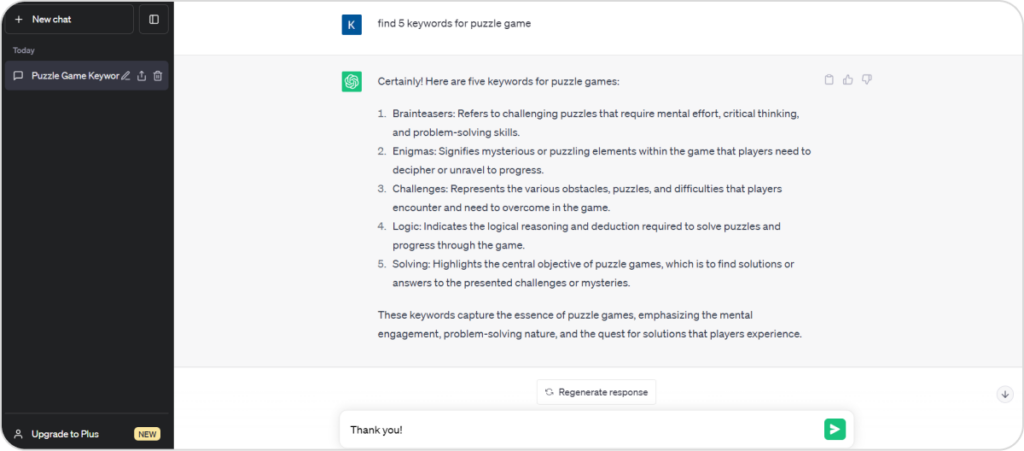 New chat
Today
Puzzle Game Keywor
Upgrade to Plus
NEW
K
find 5 keywords for puzzle game
Certainly! Here are five keywords for puzzle games:
1. Brainteasers: Refers to challenging puzzles that require mental effort, critical thinking,
and problem-solving skills.
2. Enigmas: Signifies mysterious or puzzling elements within the game that players need to
decipher or unravel to progress.
3. Challenges: Represents the various obstacles, puzzles, and difficulties that players
encounter and need to overcome in the game.
4. Logic: Indicates the logical reasoning and deduction required to solve puzzles and
progress through the game.
5. Solving: Highlights the central objective of puzzle games, which is to find solutions or
answers to the presented challenges or mysteries.
These keywords capture the essence of puzzle games, emphasizing the mental
engagement, problem-solving nature, and the quest for solutions that players experience.
Regenerate response
Thank you!